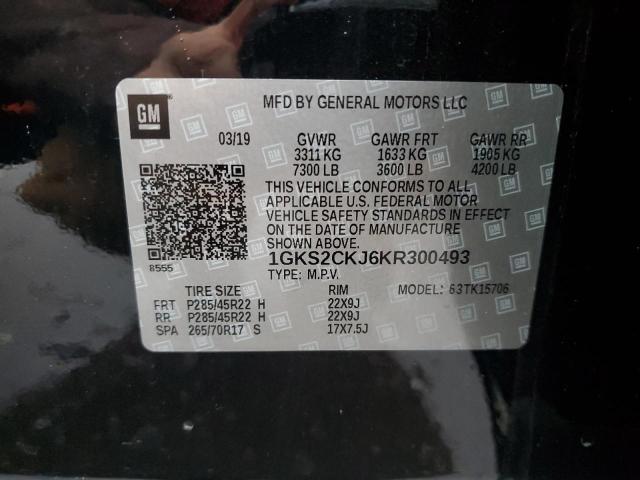 GM
MFD BY GENERAL MOTORS LLC
03/19 GVWR GAWR FRT GAWR RR
3311 KG 1633 KG 1905 KG
7300 LB 3600 LB 4200 LB
THIS VEHICLE CONFORMS TO ALL
APPLICABLE U.S. FEDERAL MOTOR
VEHICLE SAFETY STANDARDS IN EFFECT
ON THE DATE OF MANUFACTURE
SHOWN ABOVE.
8555
1GKS2CKJ6KR300493
TYPE: M.P.V.
TIRE SIZE RIM MODEL: 63TK15706
FRT P285/45R22 H 22X9J
RR P285/45R22 H 22X9J
SPA 265/70R17 S 17X7.5J